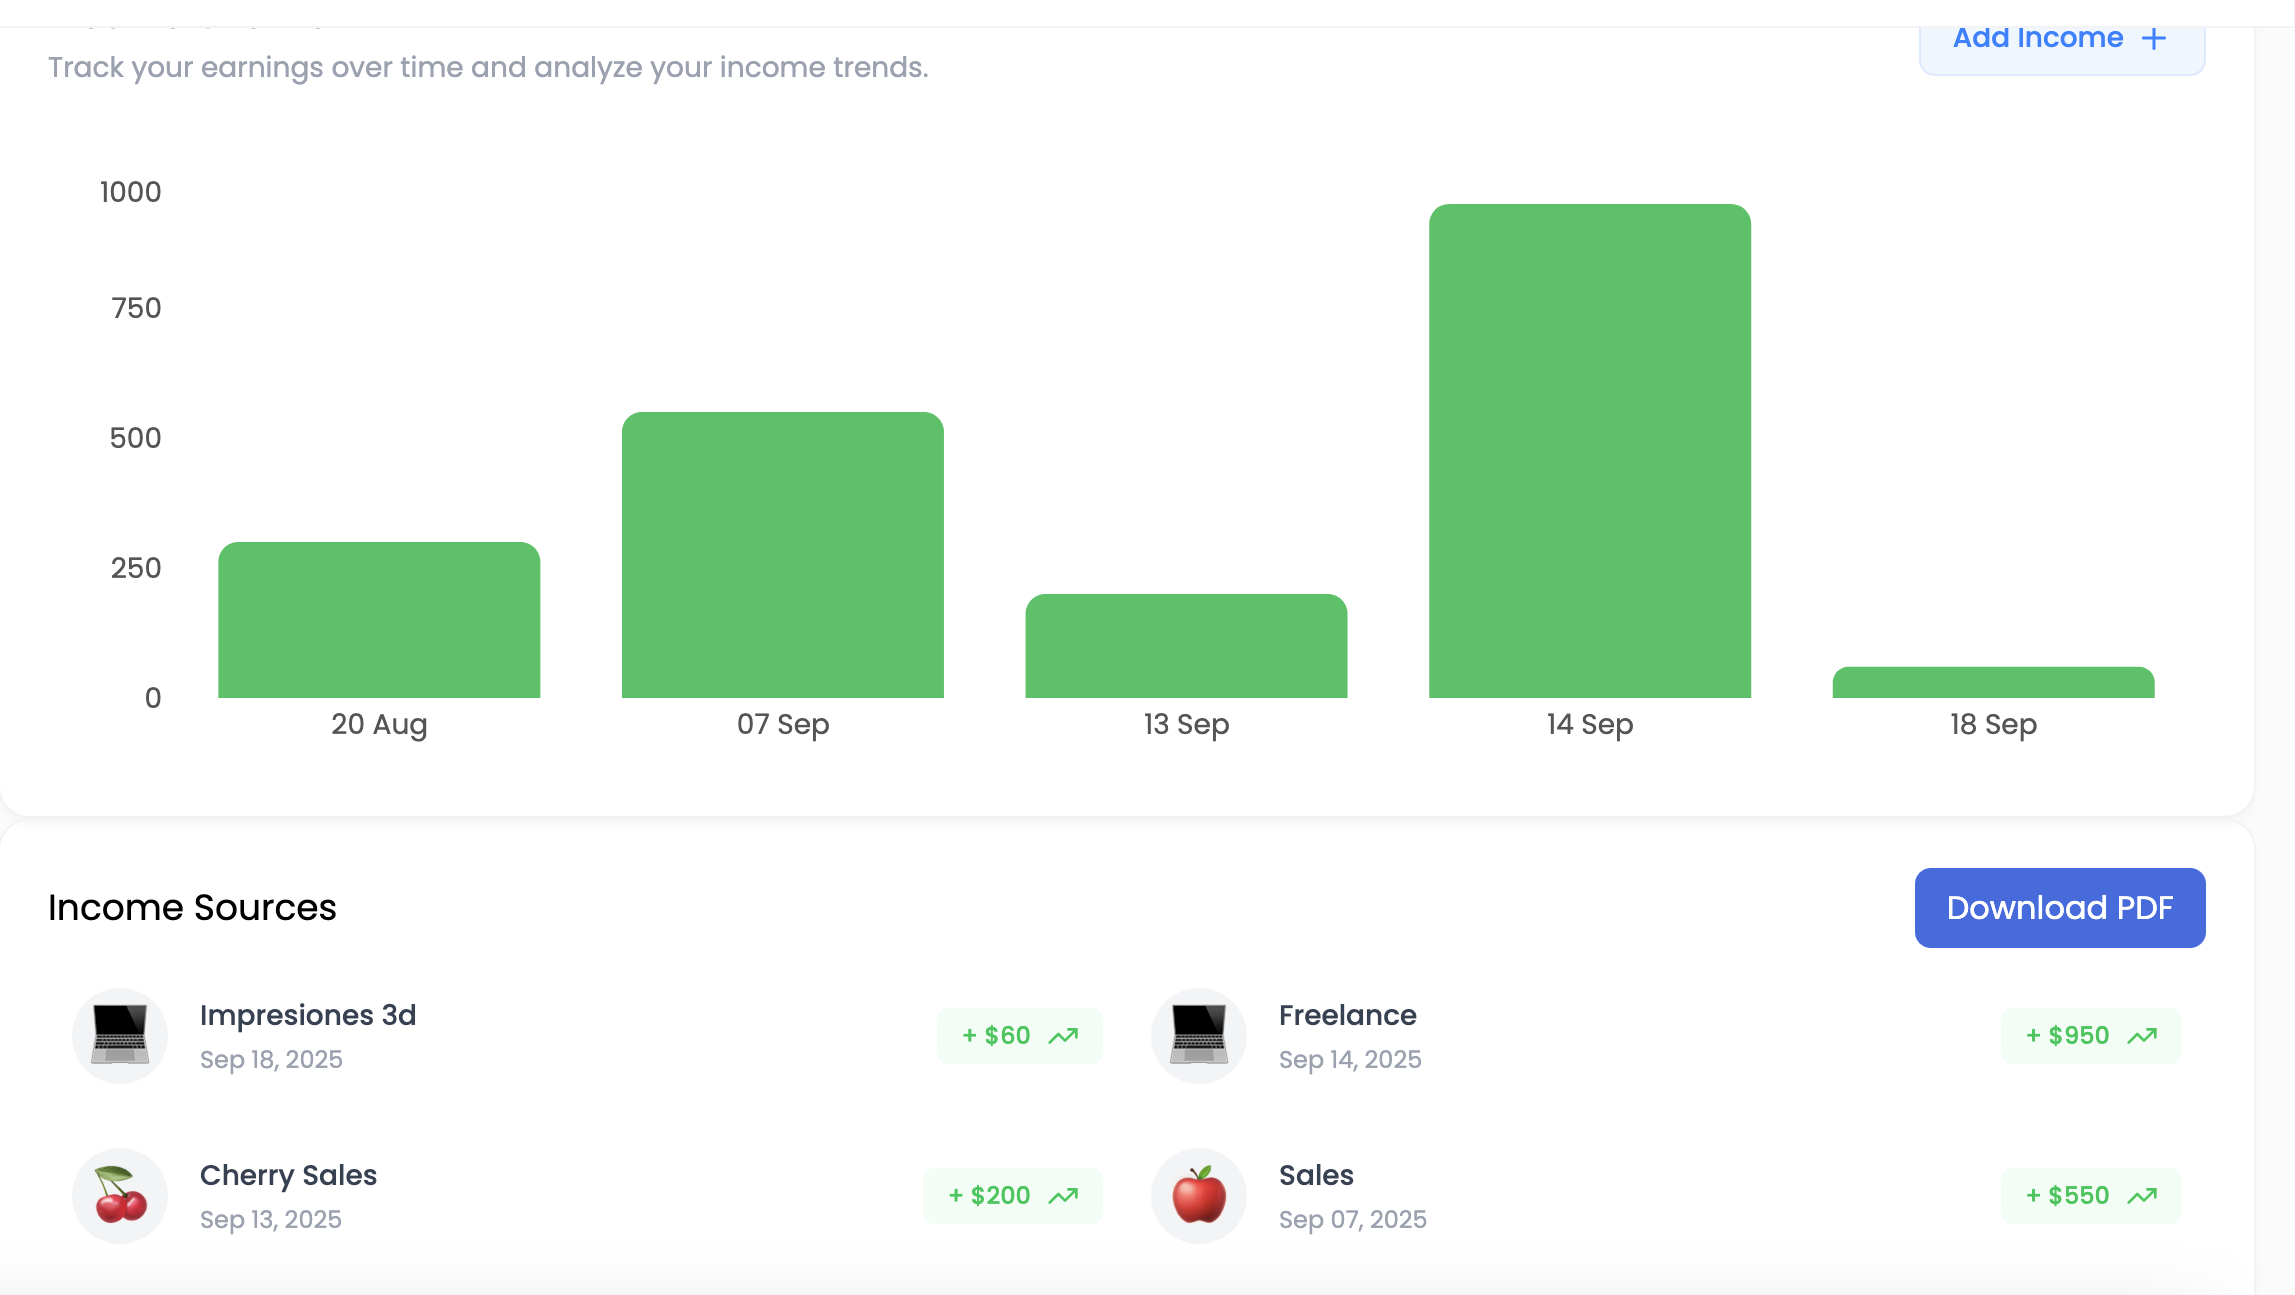 Add Income +
Track your earnings over time and analyze your income trends.
1000
750
500
250
0
20 Aug
07 Sep
13 Sep
14 Sep
18 Sep
Income Sources
Download PDF
Impresiones 3d
Sep 18, 2025
+ $60
Freelance
Sep 14, 2025
+ $950
Cherry Sales
Sep 13, 2025
+ $200
Sales
Sep 07, 2025
+ $550